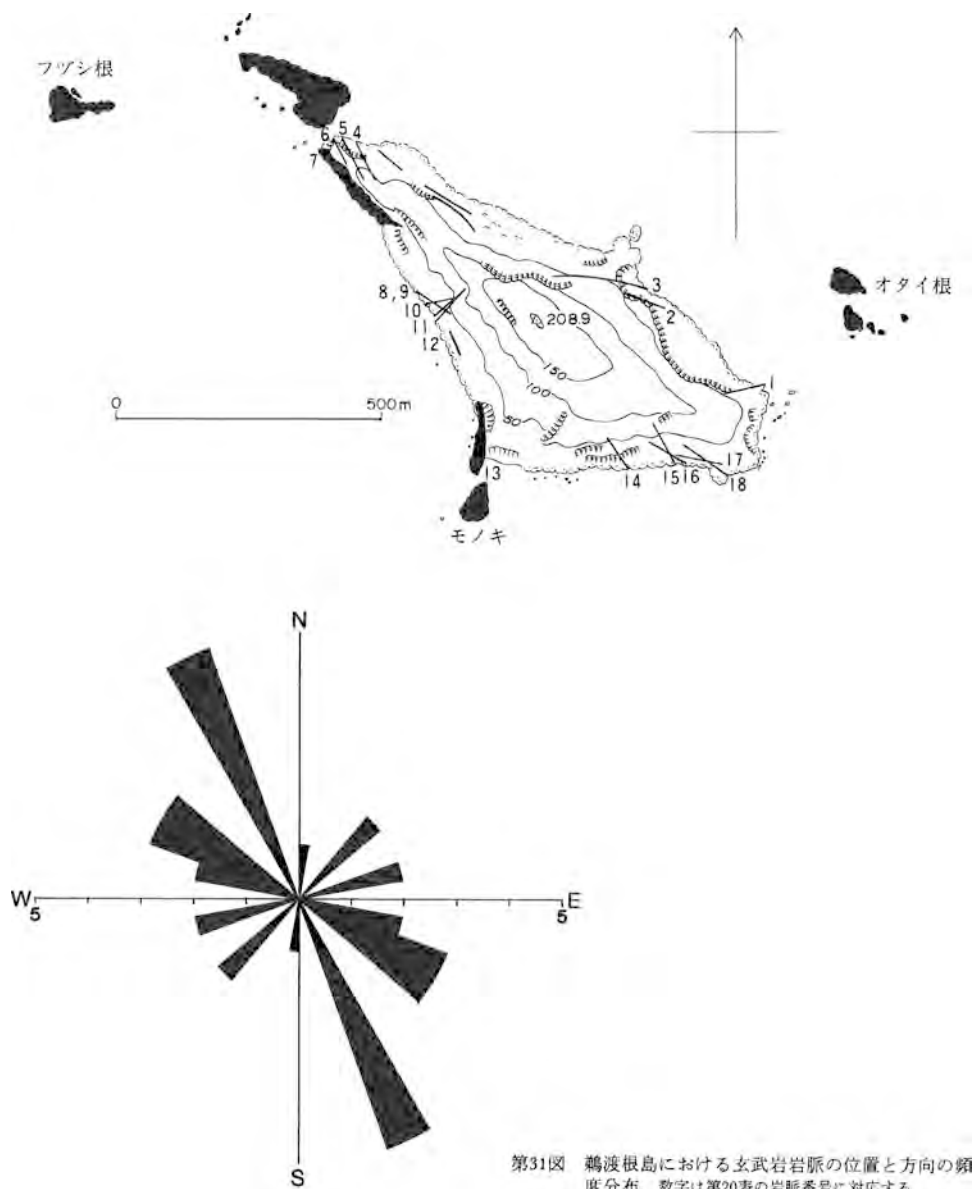 フヅシ根
6 5 4
7
オタイ根
3
2
8,9
10
11
12
208.9
150
100
50
1
0 500m
13
14
15 16
17
18
モノキ
N
W E
5 5
S
第31図 鵜渡根島における玄武岩岩脈の位置と方向の頻
度分布 数字は第20表の岩脈番号に対応する